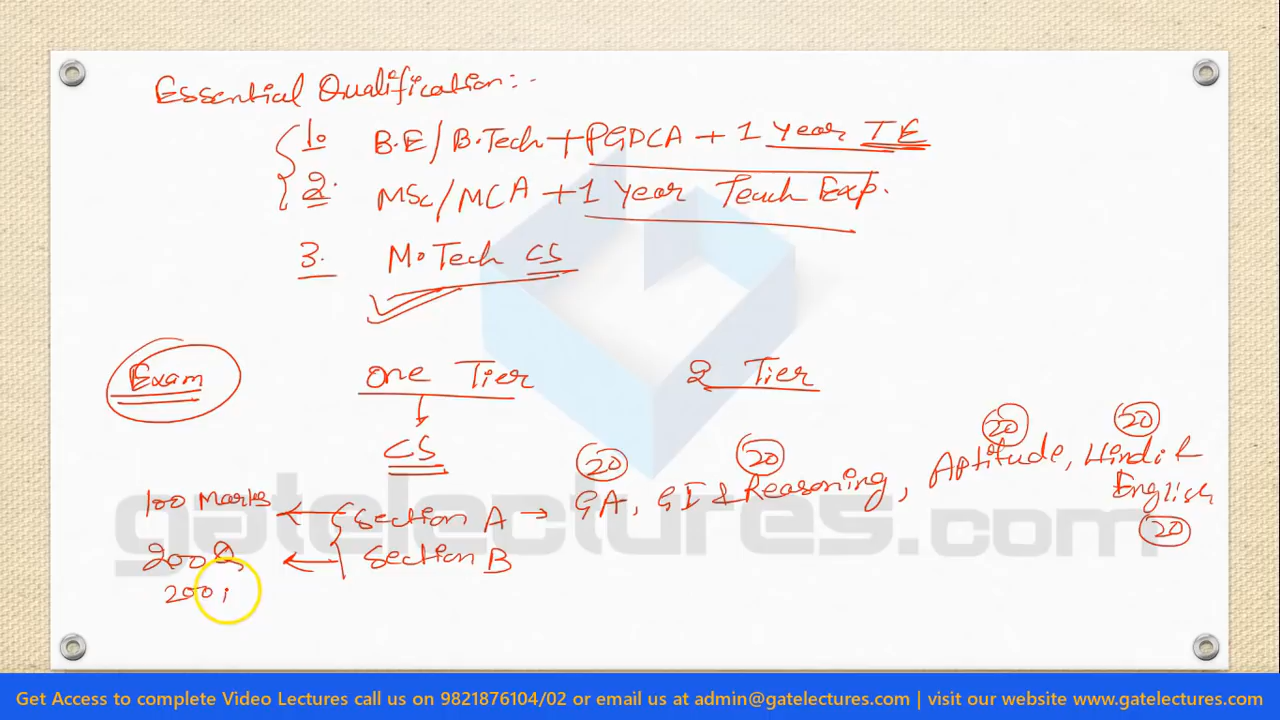 Essential Qualification:-
1. B.E/B.Tech + PGDCA + 1 Year TE
2. MSc/MCA + 1 Year Teach Exp.
3. M.Tech CS
Exam One Tier 2 Tier
CS
20 20 20 20
100 Marks Section A → GA, GI & Reasoning, Aptitude, Hindi &
English
20
200Q Section B
200
gatelectures.com
Get Access to complete Video Lectures call us on 9821876104/02 or email us at admin@gatelectures.com | visit our website www.gatelectures.com